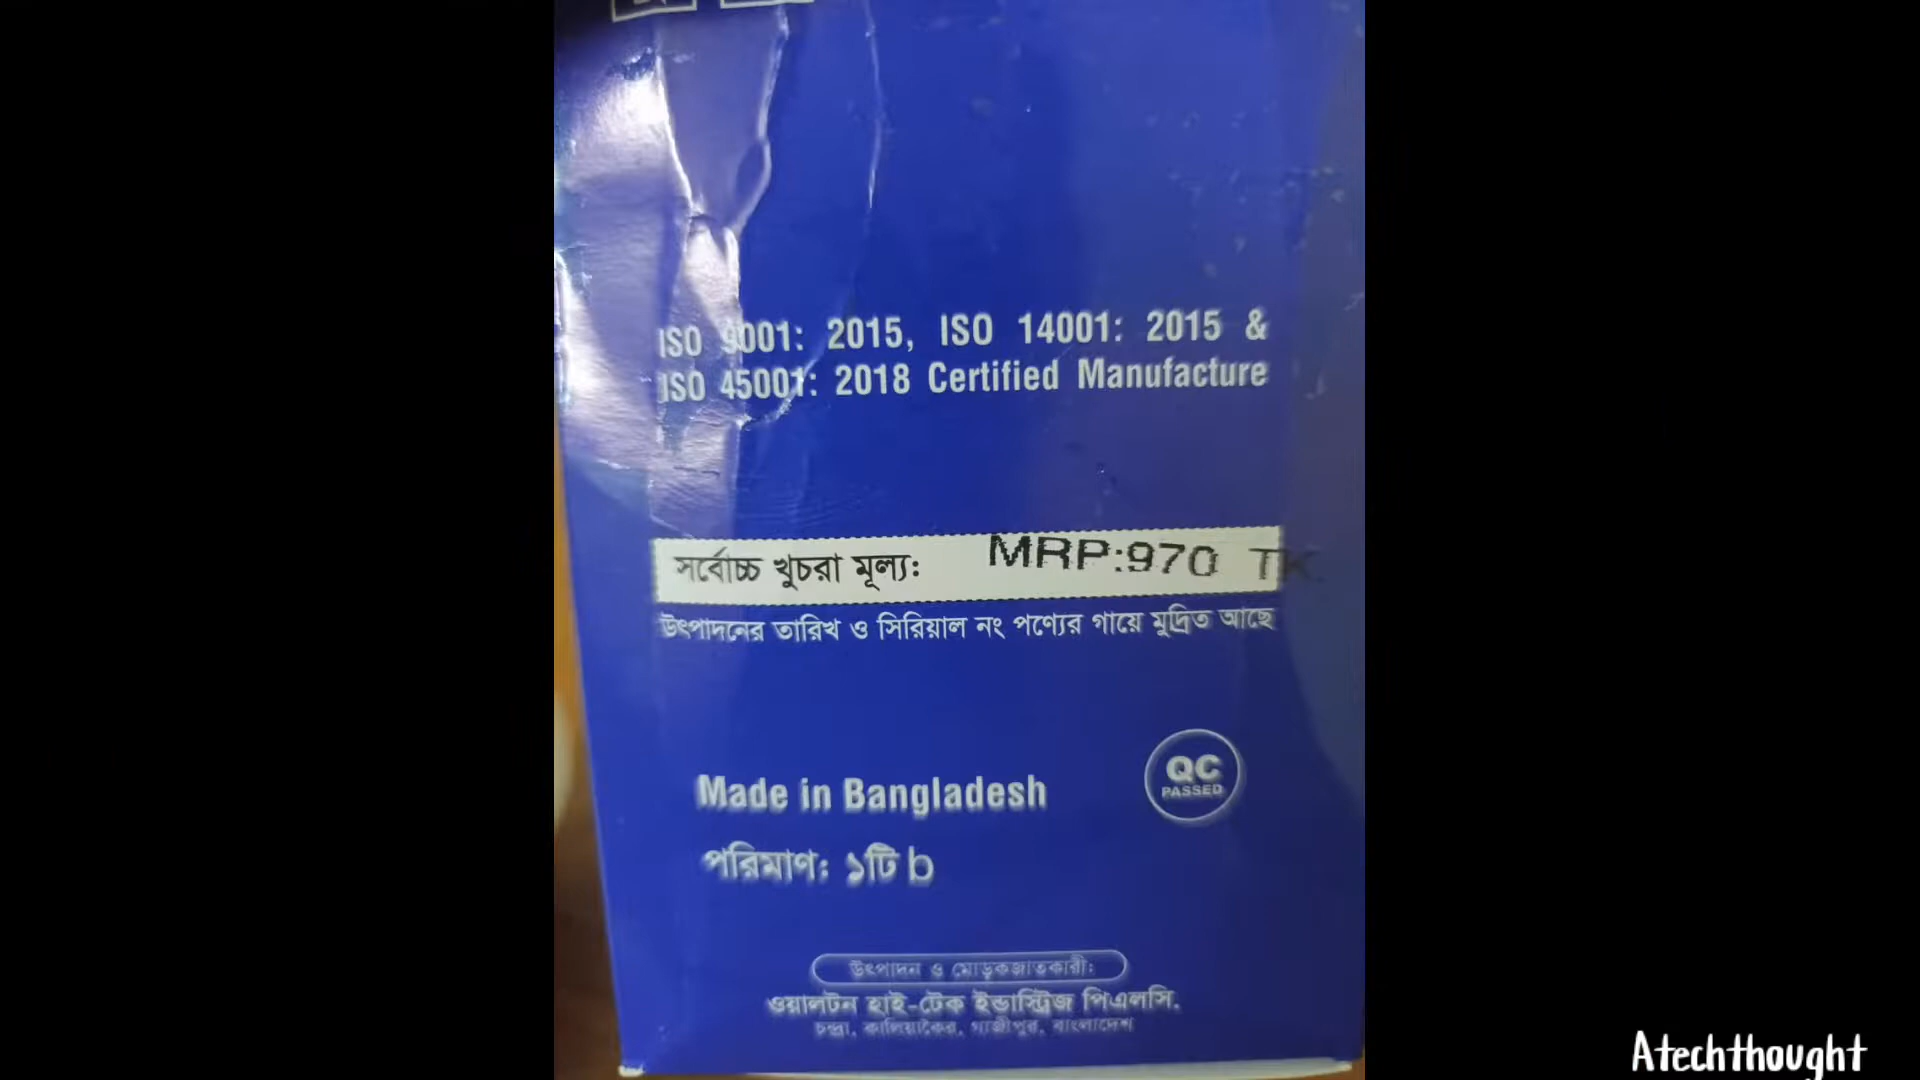 ISO 9001: 2015, ISO 14001: 2015 &
ISO 45001: 2018 Certified Manufacture
সর্বোচ্চ খুচরা মূল্য: MRP:970 TK.
উৎপাদনের তারিখ ও সিরিয়াল নং পণ্যের গায়ে মুদ্রিত আছে
QC
PASSED
Made in Bangladesh
পরিমাণ: ১টি b
উৎপাদন ও মোড়কজাতকারী:
ওয়ালটন হাই-টেক ইন্ডাস্ট্রিজ পিএলসি.
চন্দ্রা, কালিয়াকৈর, গাজীপুর, বাংলাদেশ
Atechthought